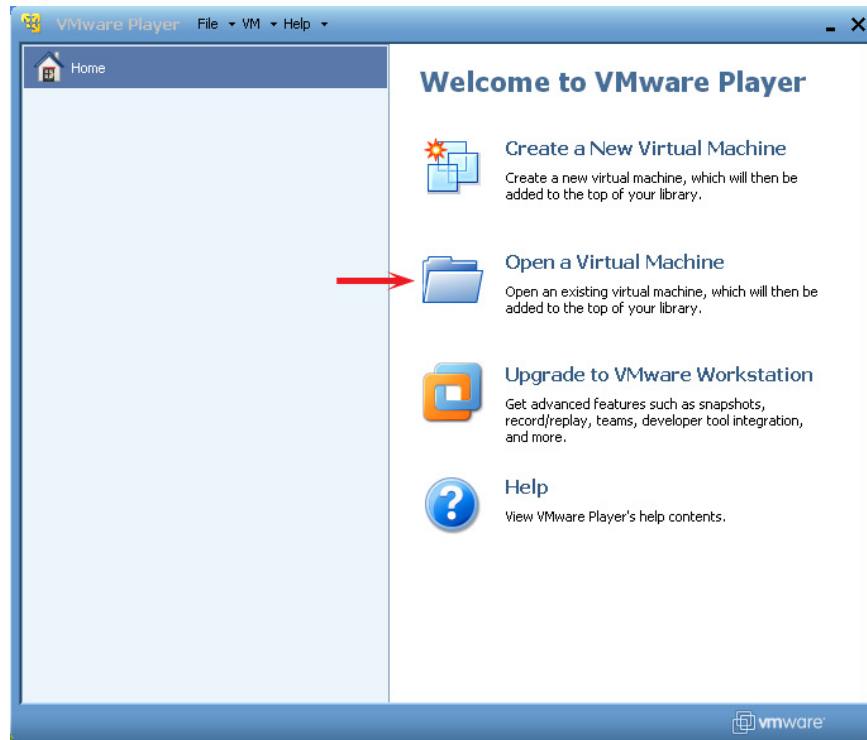 VMware Player File VM Help
Home
Welcome to VMware Player
Create a New Virtual Machine
Create a new virtual machine, which will then be
added to the top of your library.
Open a Virtual Machine
Open an existing virtual machine, which will then be
added to the top of your library.
Upgrade to VMware Workstation
Get advanced features such as snapshots,
record/replay, teams, developer tool integration,
and more.
Help
View VMware Player's help contents.
vmware